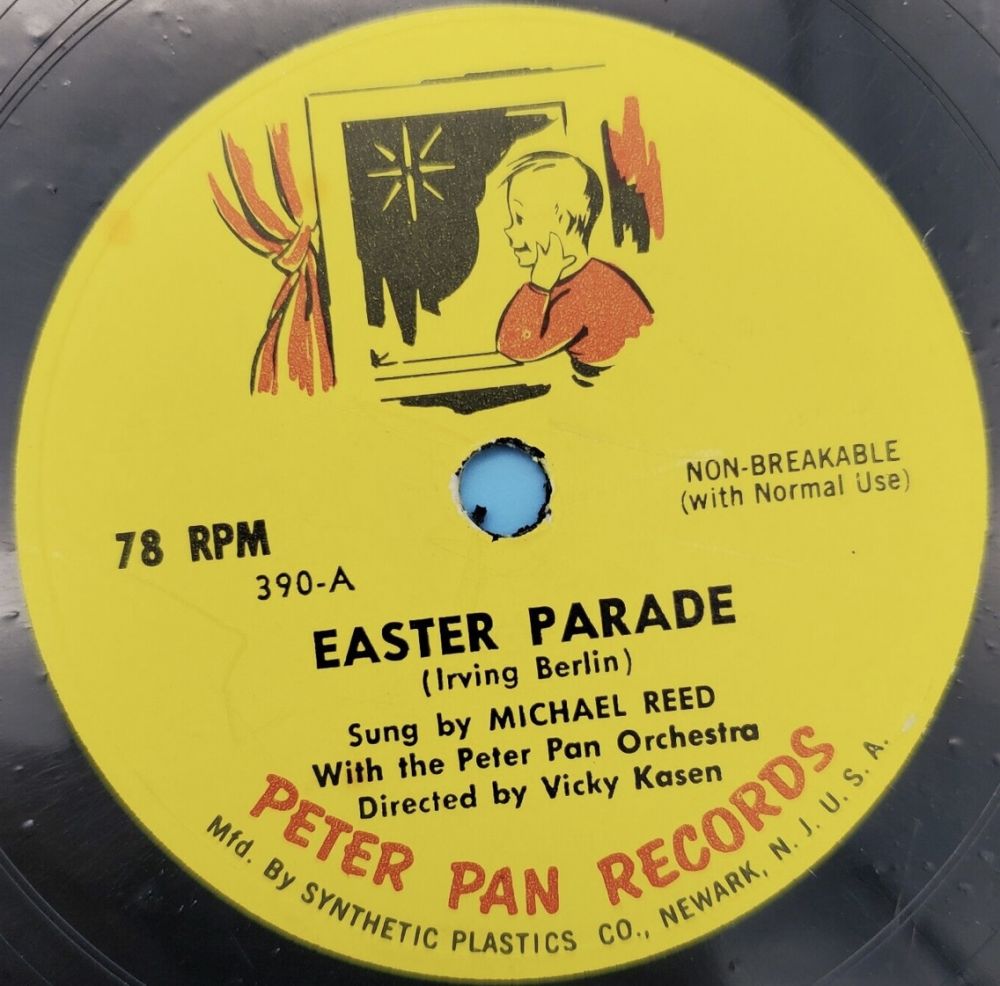 NON-BREAKABLE
(with Normal Use)
78 RPM
390-A
EASTER PARADE
(Irving Berlin)
Sung by MICHAEL REED
With the Peter Pan Orchestra
Directed by Vicky Kasen
PETER PAN RECORDS
Mfd. By SYNTHETIC PLASTICS CO., NEWARK, N. J. U. S. A.